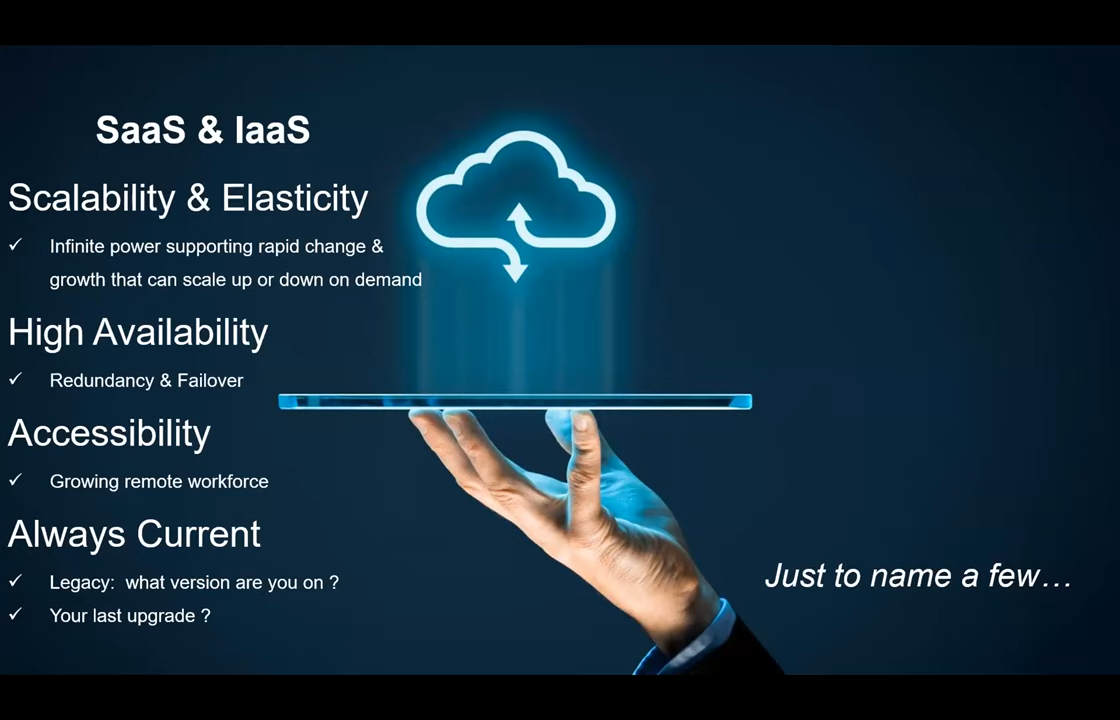 SaaS & IaaS
Scalability & Elasticity
✓ Infinite power supporting rapid change &
growth that can scale up or down on demand
High Availability
✓ Redundancy & Failover
Accessibility
✓ Growing remote workforce
Always Current
✓ Legacy:  what version are you on ?
✓ Your last upgrade ?
Just to name a few…